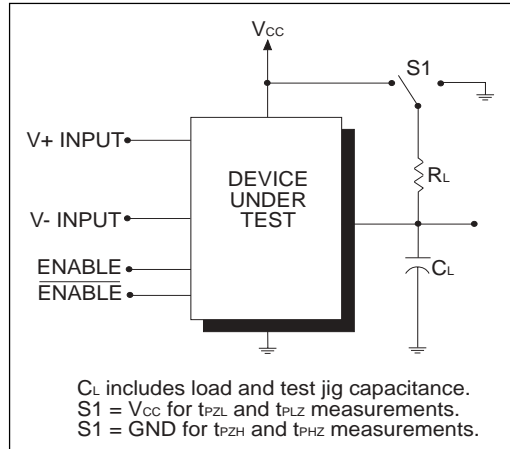 VCC
S1
V+ INPUT
RL
DEVICE
UNDER
TEST
V- INPUT
ENABLE
CL
ENABLE
CL includes load and test jig capacitance.
S1 = VCC for tPZL and tPLZ measurements.
S1 = GND for tPZH and tPHZ measurements.